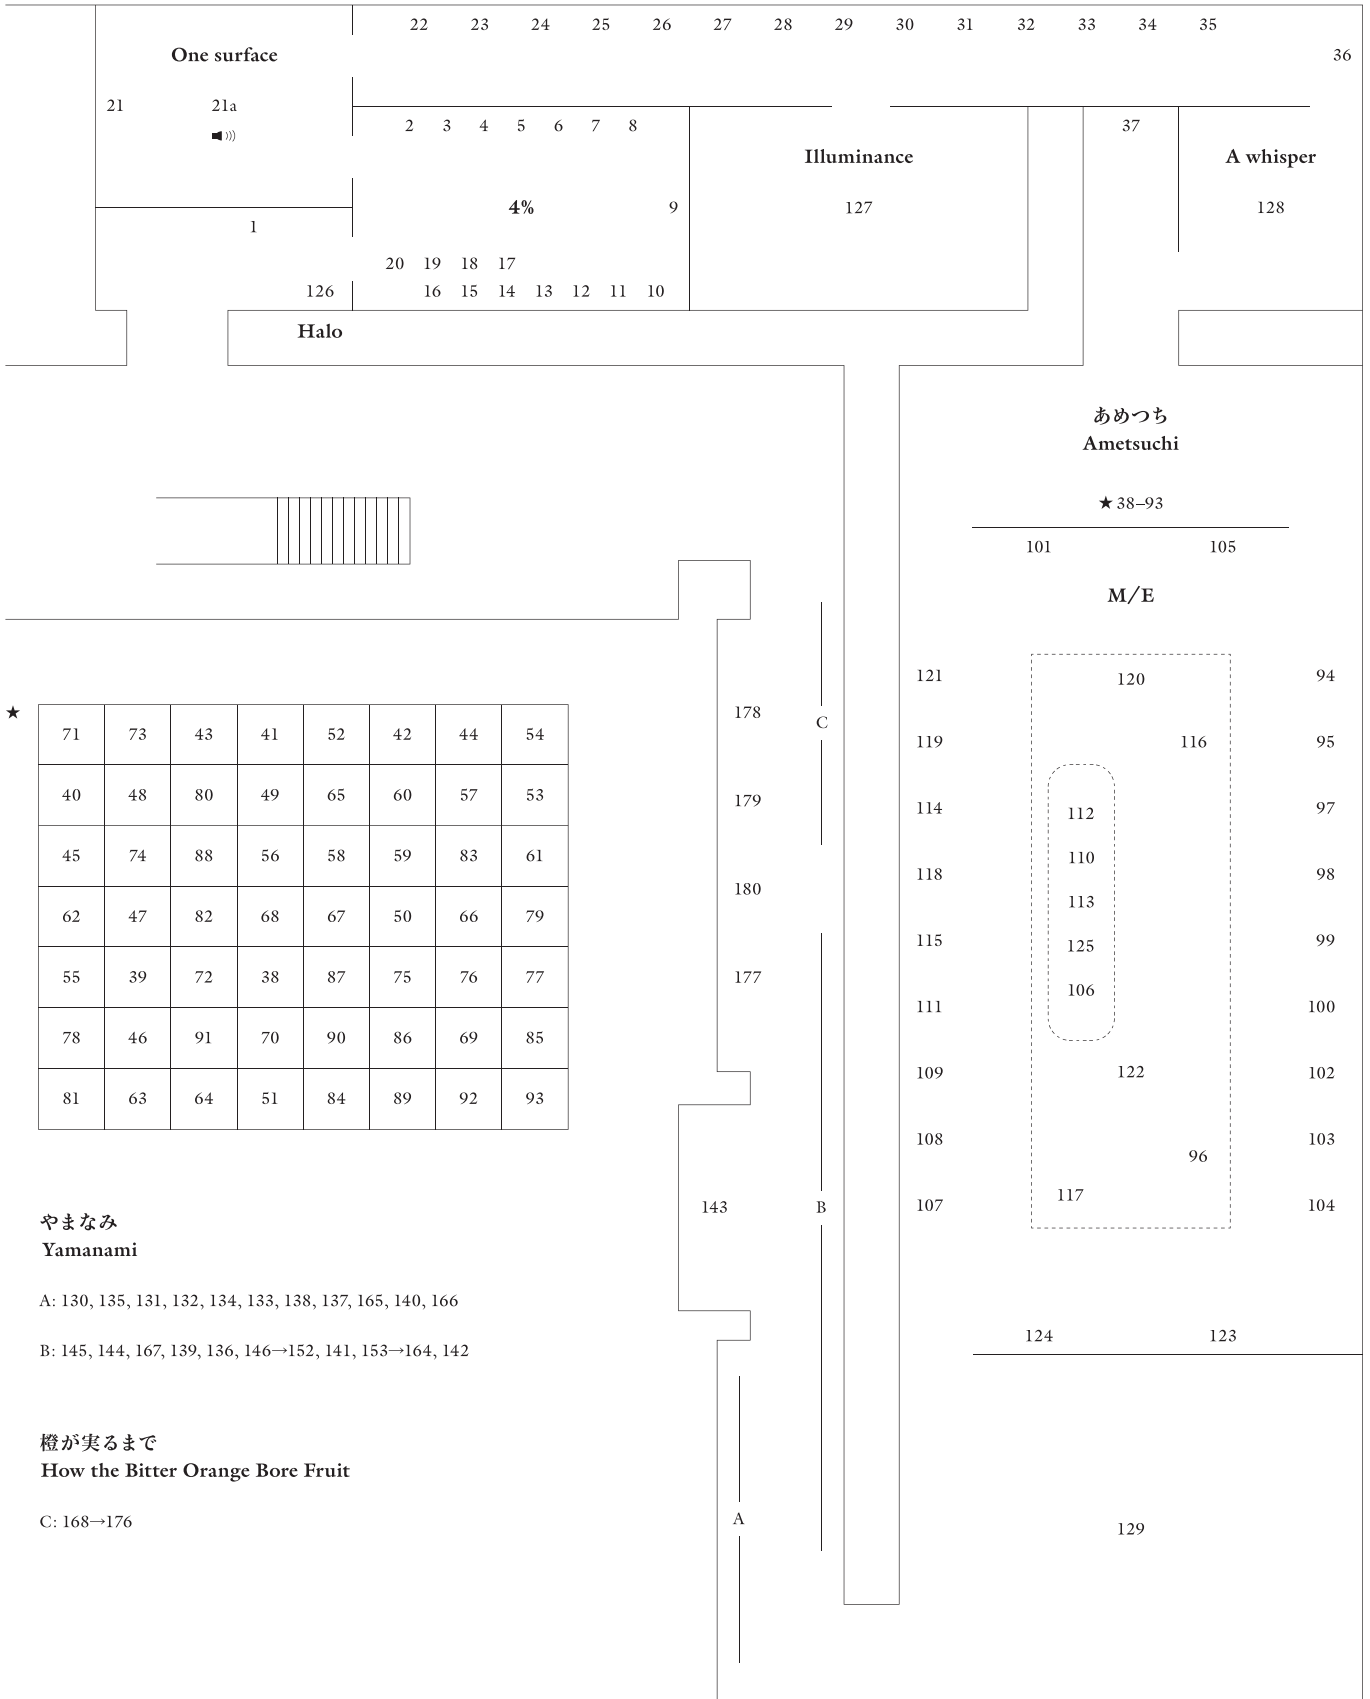 22 23 24 25 26 27 28 29 30 31 32 33 34 35
36
One surface
21 21a
2 3 4 5 6 7 8
37
Illuminance
A whisper
4%
9
127
128
1
20 19 18 17
126
16 15 14 13 12 11 10
Halo
あめつち
Ametsuchi
★ 38–93
101 105
M/E
121 120 94
119 116 95
114 112 97
110
118 113 98
115 125 99
111 106 100
109 122 102
108 96 103
107 117 104
124 123
129
178
C
179
180
177
143
B
A
★
71 73 43 41 52 42 44 54
40 48 80 49 65 60 57 53
45 74 88 56 58 59 83 61
62 47 82 68 67 50 66 79
55 39 72 38 87 75 76 77
78 46 91 70 90 86 69 85
81 63 64 51 84 89 92 93
やまなみ
Yamanami
A: 130, 135, 131, 132, 134, 133, 138, 137, 165, 140, 166
B: 145, 144, 167, 139, 136, 146→152, 141, 153→164, 142
橙が実るまで
How the Bitter Orange Bore Fruit
C: 168→176